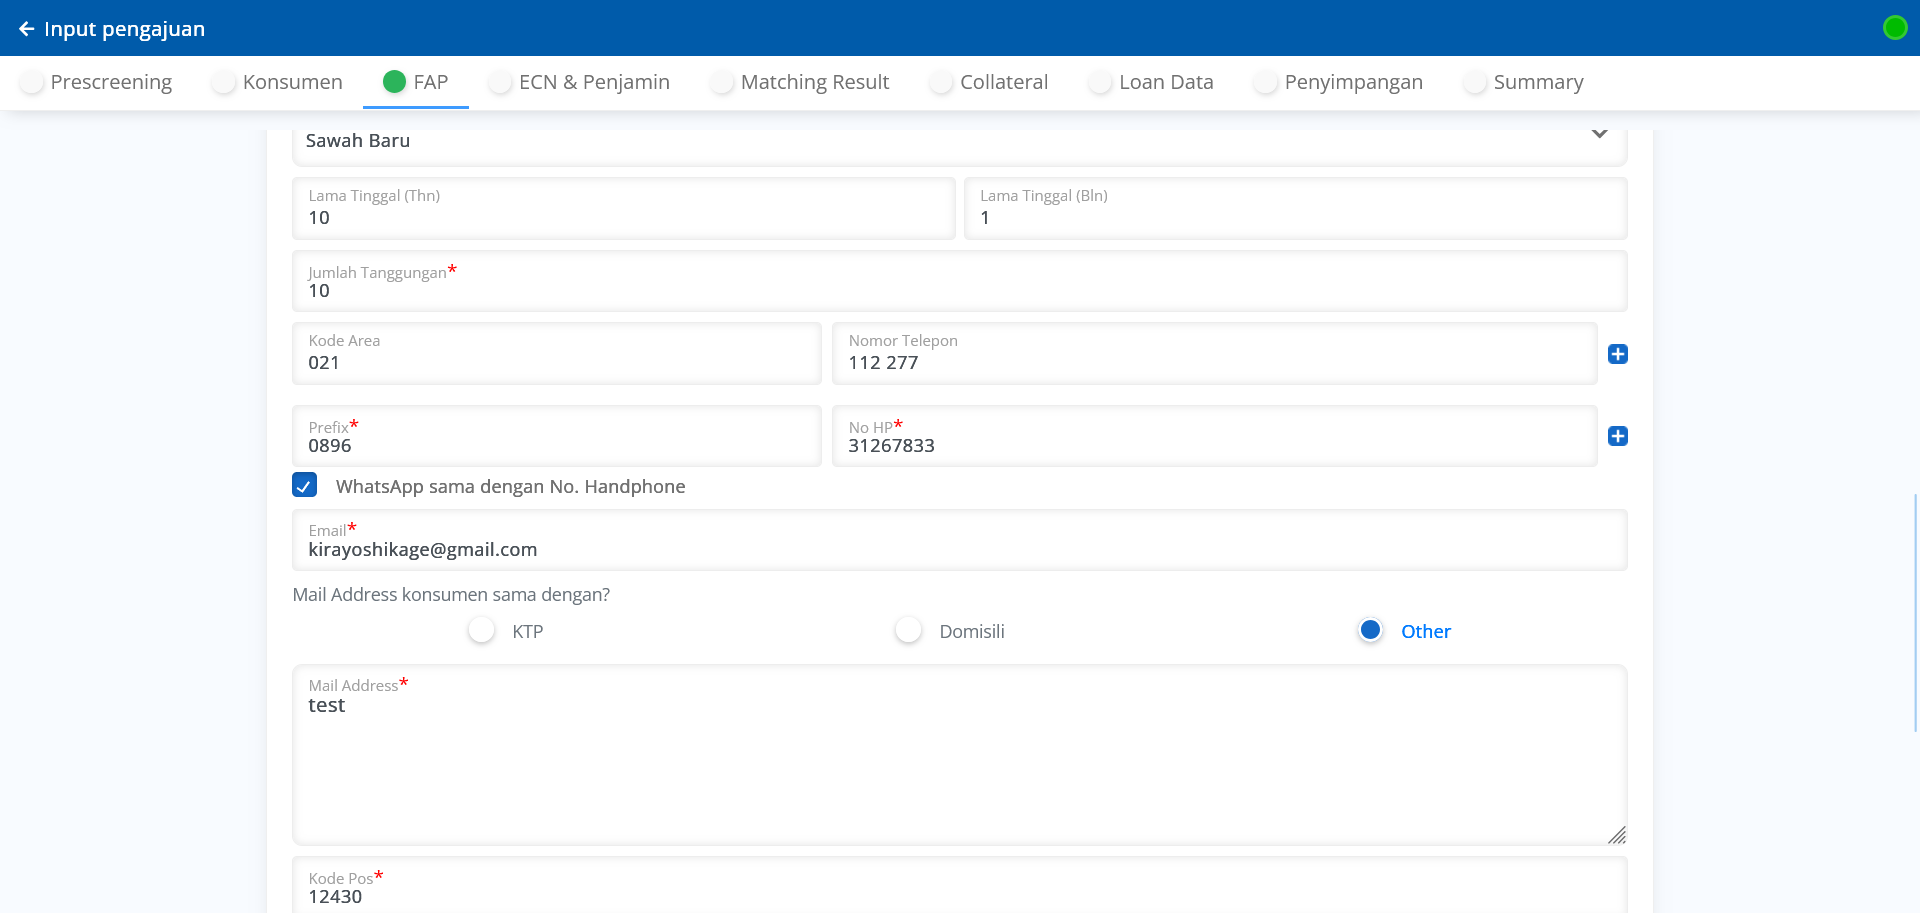 Input pengajuan
Prescreening Konsumen FAP ECN & Penjamin Matching Result Collateral Loan Data Penyimpangan Summary
Sawah Baru
Lama Tinggal (Thn) Lama Tinggal (Bln)
10 1
Jumlah Tanggungan*
10
Kode Area Nomor Telepon
021 112 277
Prefix* No HP*
0896 31267833
WhatsApp sama dengan No. Handphone
Email*
kirayoshikage@gmail.com
Mail Address konsumen sama dengan?
KTP Domisili Other
Mail Address*
test
Kode Pos*
12430